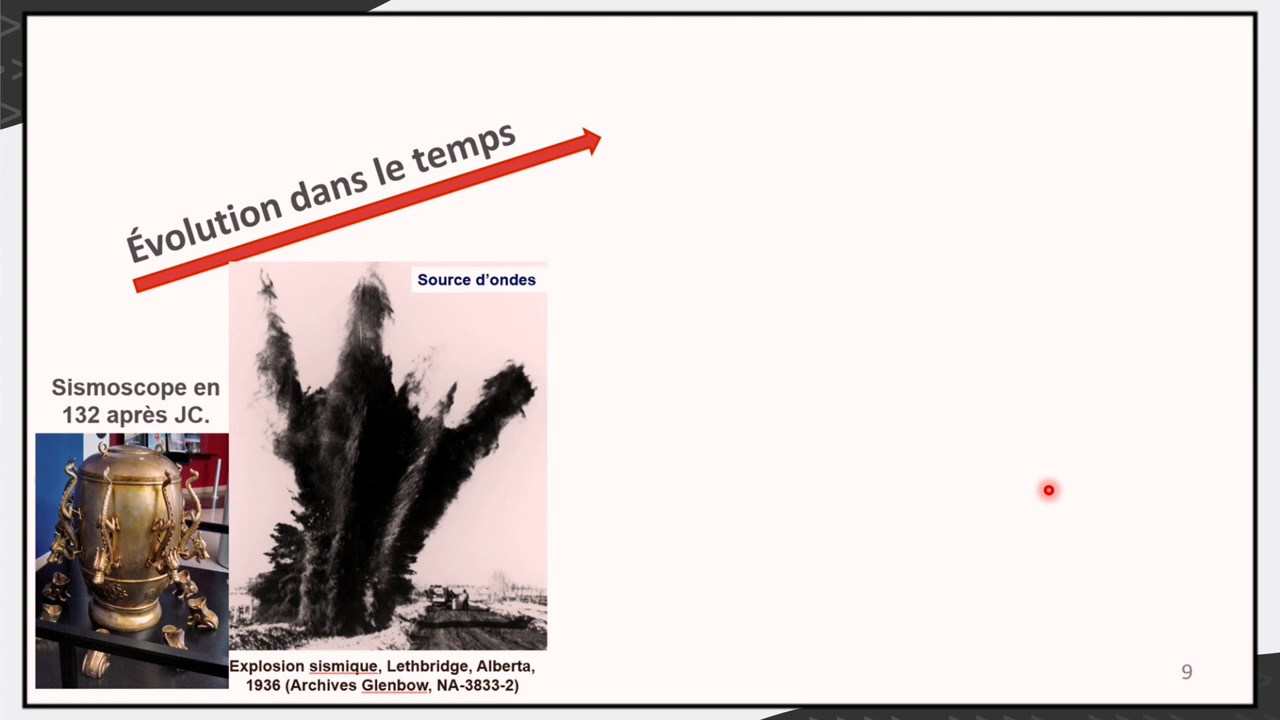 Évolution dans le temps
Source d’ondes
Sismoscope en
132 après JC.
Explosion sismique, Lethbridge, Alberta,
1936 (Archives Glenbow, NA-3833-2)
9